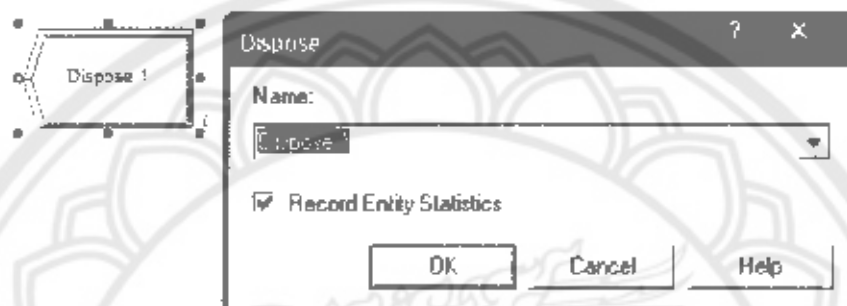 Dispose 1
Dispose
? ×
Name:
Dispose 1
Record Entity Statistics
OK Cancel Help